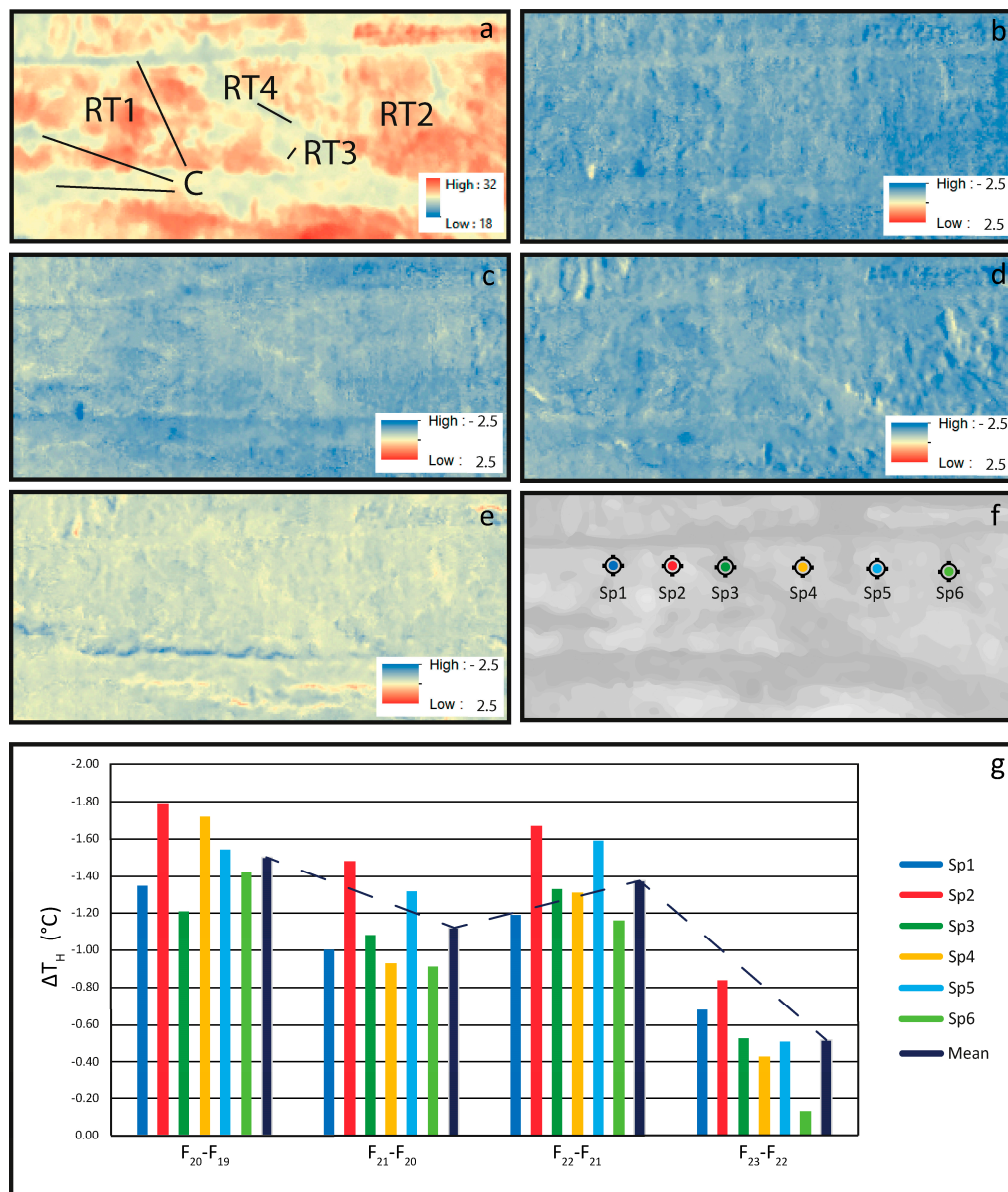 a
RT1
RT4
RT2
RT3
C
High : 32
Low : 18
b
High : - 2.5
Low : 2.5
c
High : - 2.5
Low : 2.5
d
High : - 2.5
Low : 2.5
e
High : - 2.5
Low : 2.5
f
Sp1 Sp2 Sp3 Sp4 Sp5 Sp6
g
-2.00
-1.80
-1.60
-1.40
-1.20
-1.00
-0.80
-0.60
-0.40
-0.20
0.00
ΔT_H (°C)
F₂₀-F₁₉ F₂₁-F₂₀ F₂₂-F₂₁ F₂₃-F₂₂
Sp1
Sp2
Sp3
Sp4
Sp5
Sp6
Mean